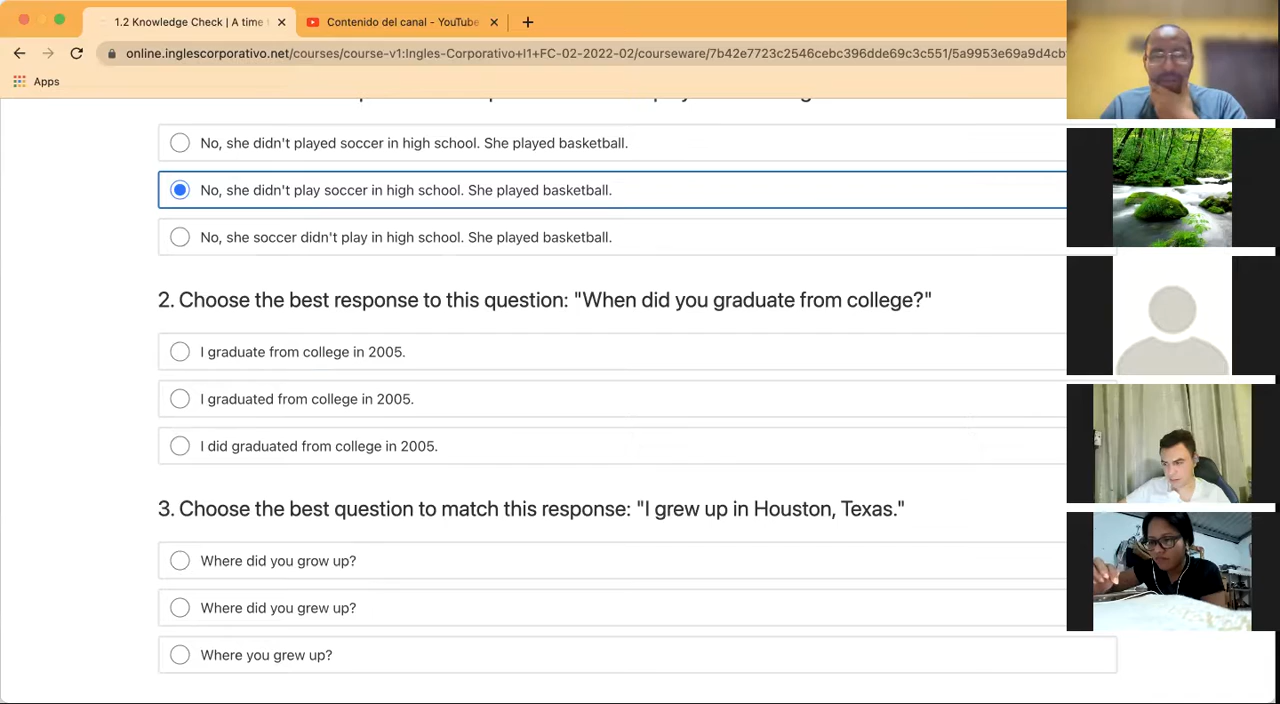 1.2 Knowledge Check | A time
Contenido del canal - YouTube
online.inglescorporativo.net/courses/course-v1:Ingles-Corporativo+I1+FC-02-2022-02/courseware/7b42e7723c2546cebc396dde69c3c551/5a9953e69a9d4cb
Apps
No, she didn't played soccer in high school. She played basketball.
No, she didn't play soccer in high school. She played basketball.
No, she soccer didn't play in high school. She played basketball.
2. Choose the best response to this question: "When did you graduate from college?"
I graduate from college in 2005.
I graduated from college in 2005.
I did graduated from college in 2005.
3. Choose the best question to match this response: "I grew up in Houston, Texas."
Where did you grow up?
Where did you grew up?
Where you grew up?